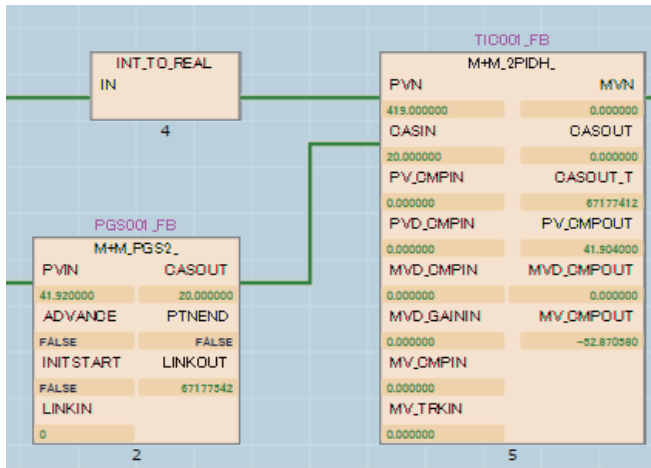 INT_TO_REAL
IN
4
TIC001_FB
M+M_2PIDH_
PVN MVN
419.000000 0.000000
CASIN CASOUT
20.000000 0.000000
PV_CMPIN CASOUT_T
0.000000 67177412
PVD_CMPIN PV_CMPOUT
0.000000 41.904000
MVD_CMPIN MVD_CMPOUT
0.000000 0.000000
MVD_GAININ MV_CMPOUT
0.000000 -52.870580
MV_CMPIN
0.000000
MV_TRKIN
0.000000
5
PGS001_FB
M+M_PGS2_
PVIN CASOUT
41.920000 20.000000
ADVANCE PTNEND
FALSE FALSE
INITSTART LINKOUT
FALSE 67177542
LINKIN
0
2